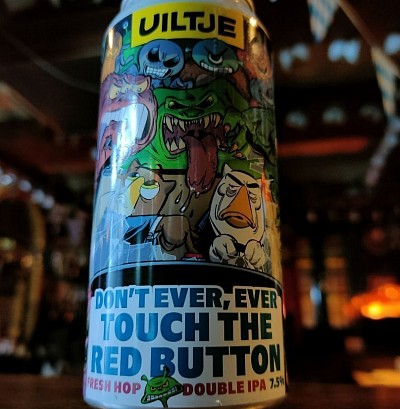 UILTJE
DON'T EVER, EVER
TOUCH THE
RED BUTTON
FRESH HOP DOUBLE IPA 7.5%